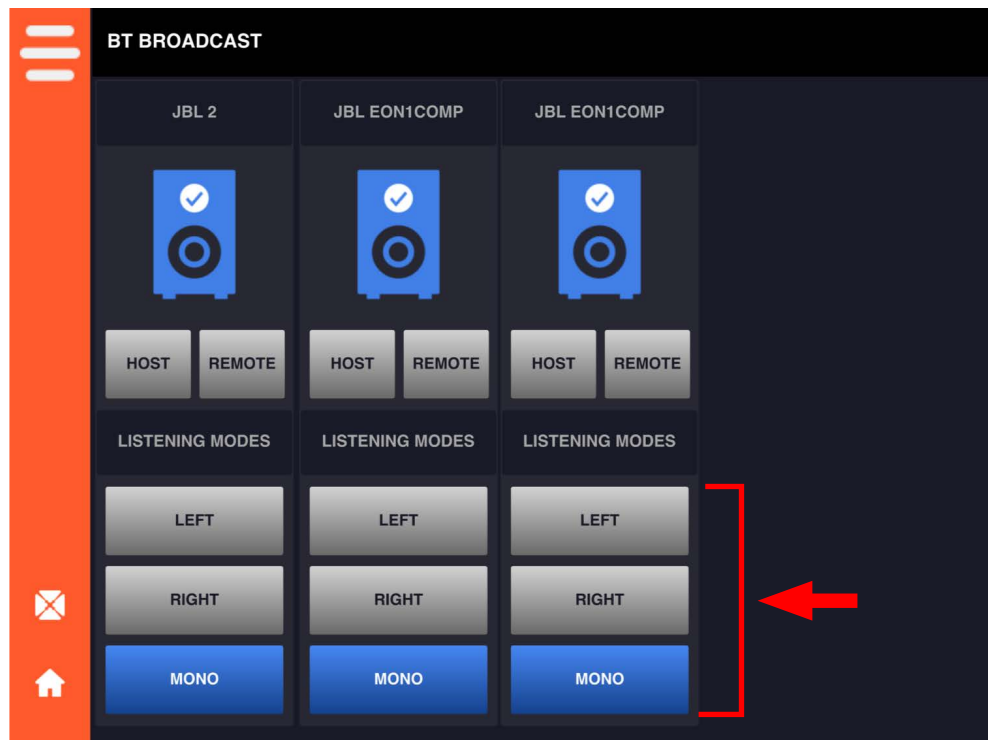 BT BROADCAST
JBL 2
JBL EON1COMP
JBL EON1COMP
HOST REMOTE
HOST REMOTE
HOST REMOTE
LISTENING MODES
LISTENING MODES
LISTENING MODES
LEFT
LEFT
LEFT
RIGHT
RIGHT
RIGHT
MONO
MONO
MONO